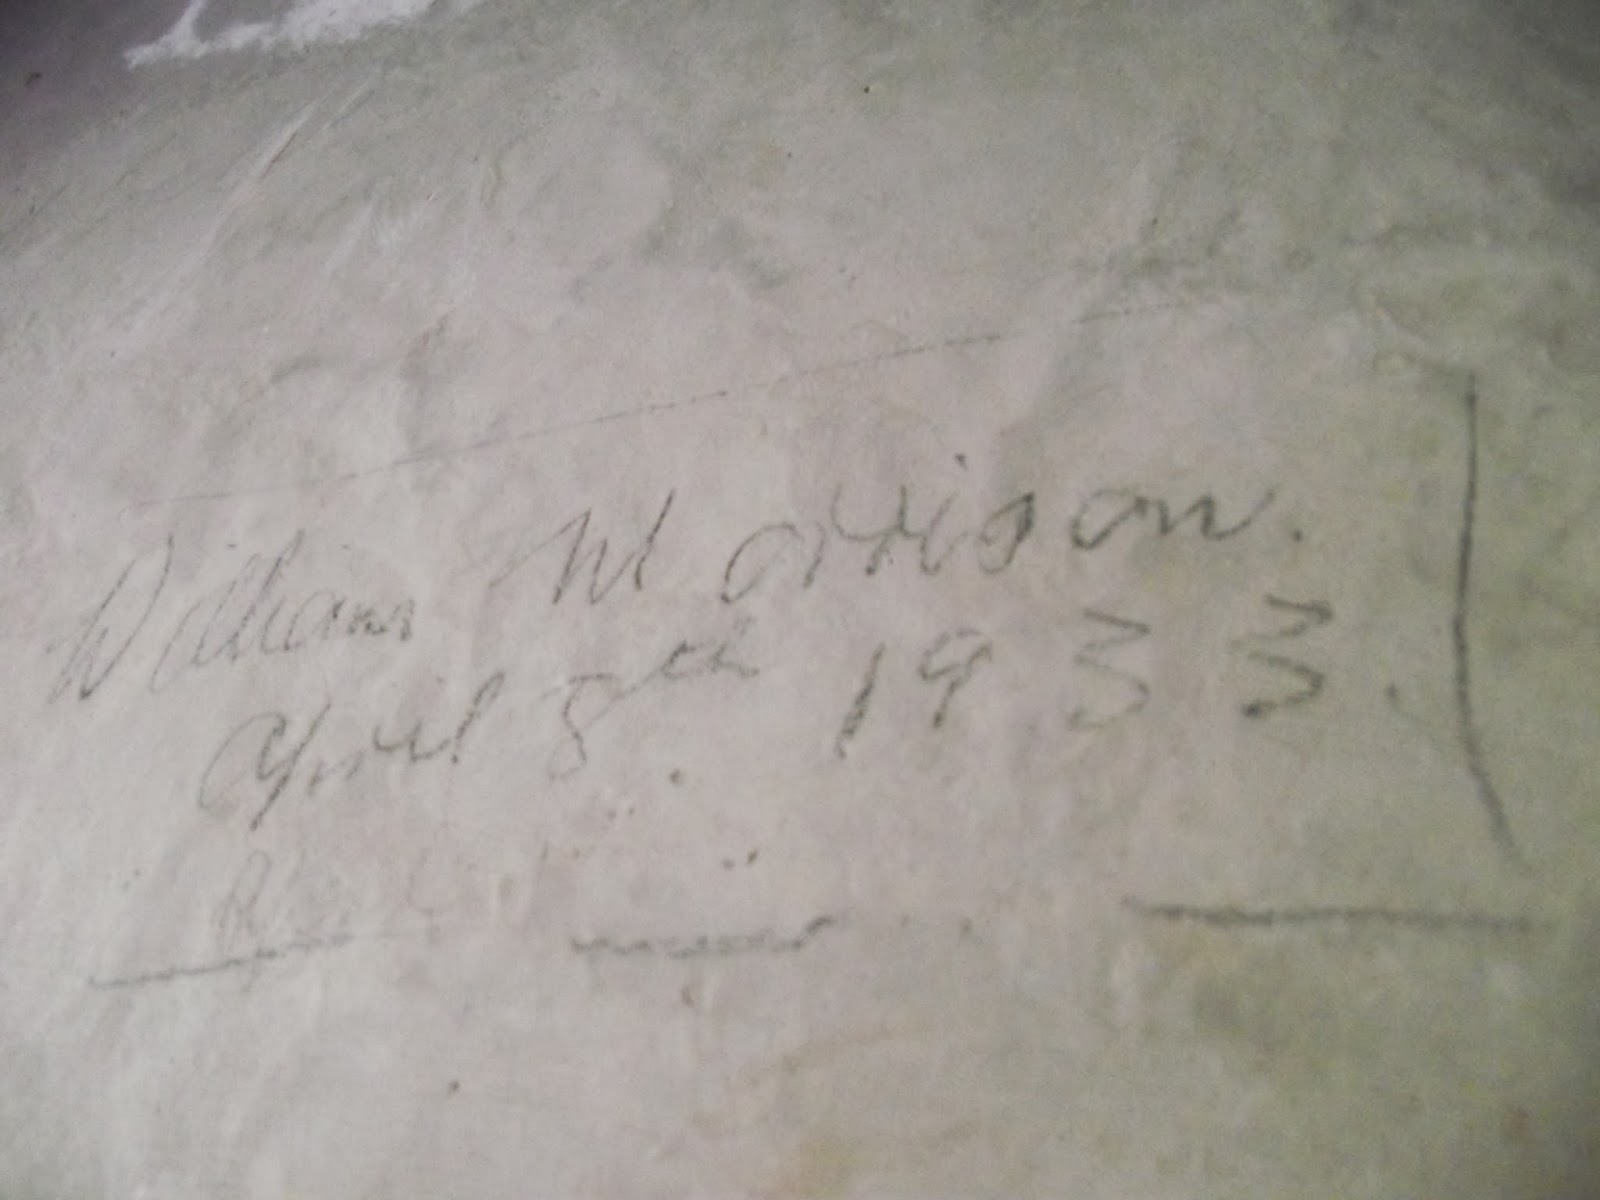 William Morrison.
April 8th 1933.